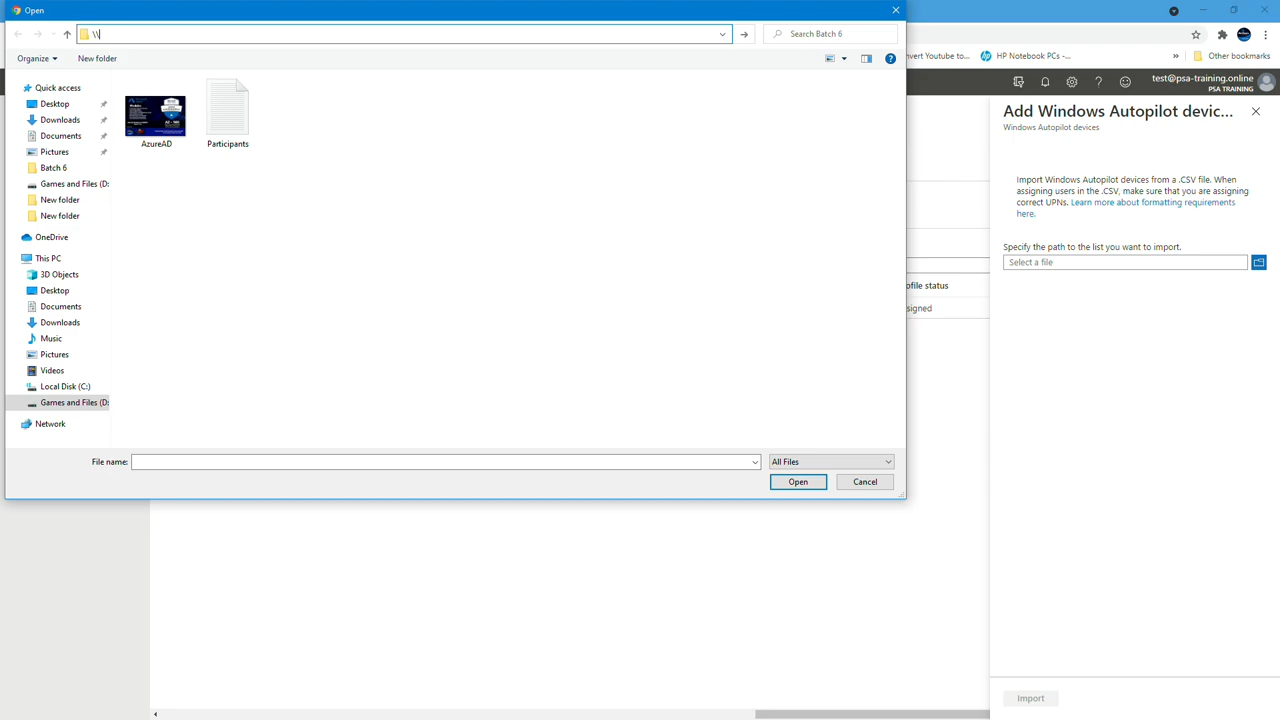 Open
\\
Search Batch 6
Organize
New folder
Quick access
Desktop
Downloads
Documents
Pictures
Batch 6
Games and Files (D:
New folder
New folder
OneDrive
This PC
3D Objects
Desktop
Documents
Downloads
Music
Pictures
Videos
Local Disk (C:)
Games and Files (D:
Network
AzureAD
Participants
File name:
All Files
Open
Cancel
nvert Youtube to...
HP Notebook PCs -...
»
Other bookmarks
test@psa-training.online
PSA TRAINING
Add Windows Autopilot devic...
Windows Autopilot devices
Import Windows Autopilot devices from a .CSV file. When
assigning users in the .CSV, make sure that you are assigning
correct UPNs. Learn more about formatting requirements
here.
Specify the path to the list you want to import.
Select a file
ofile status
signed
Import